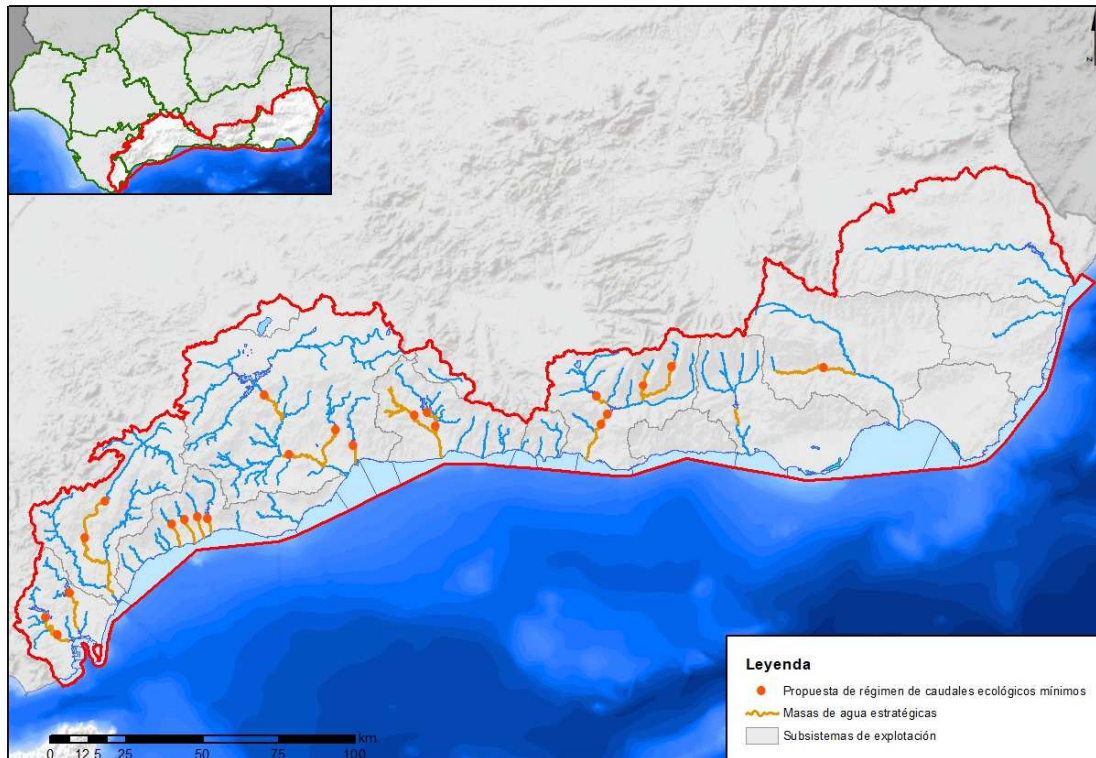 N
Leyenda
Propuesta de régimen de caudales ecológicos mínimos
Masas de agua estratégicas
Subsistemas de explotación
km
0 12,5 25 50 75 100